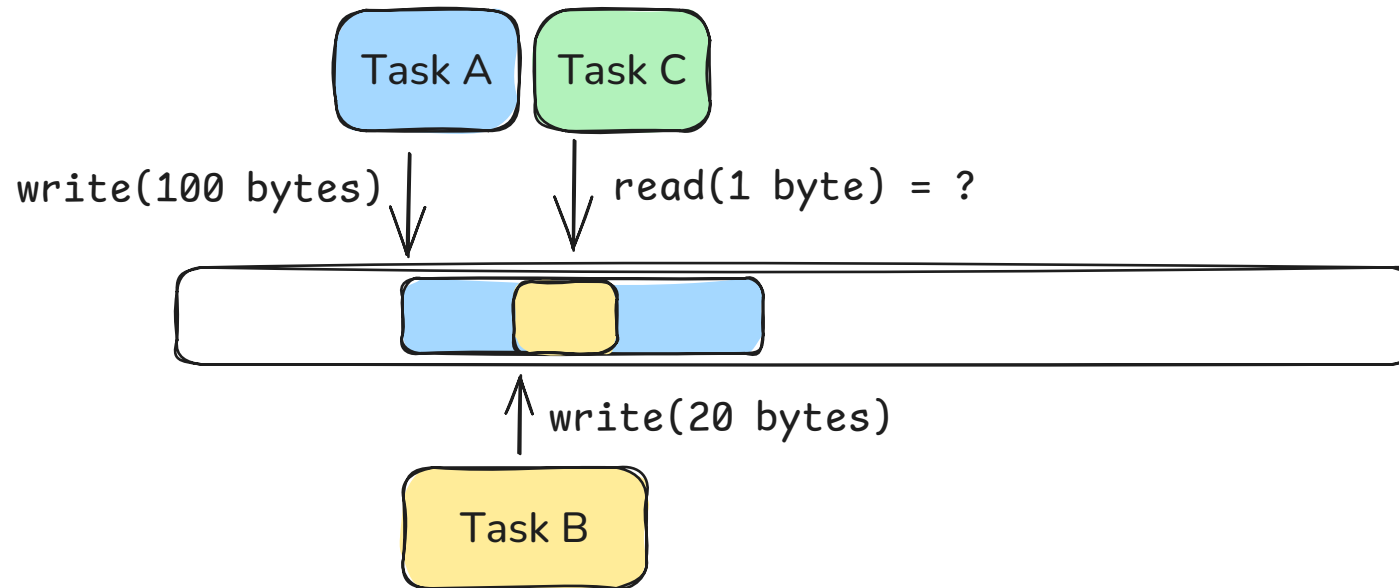 Task A
Task C
write(100 bytes)
read(1 byte) = ?
write(20 bytes)
Task B